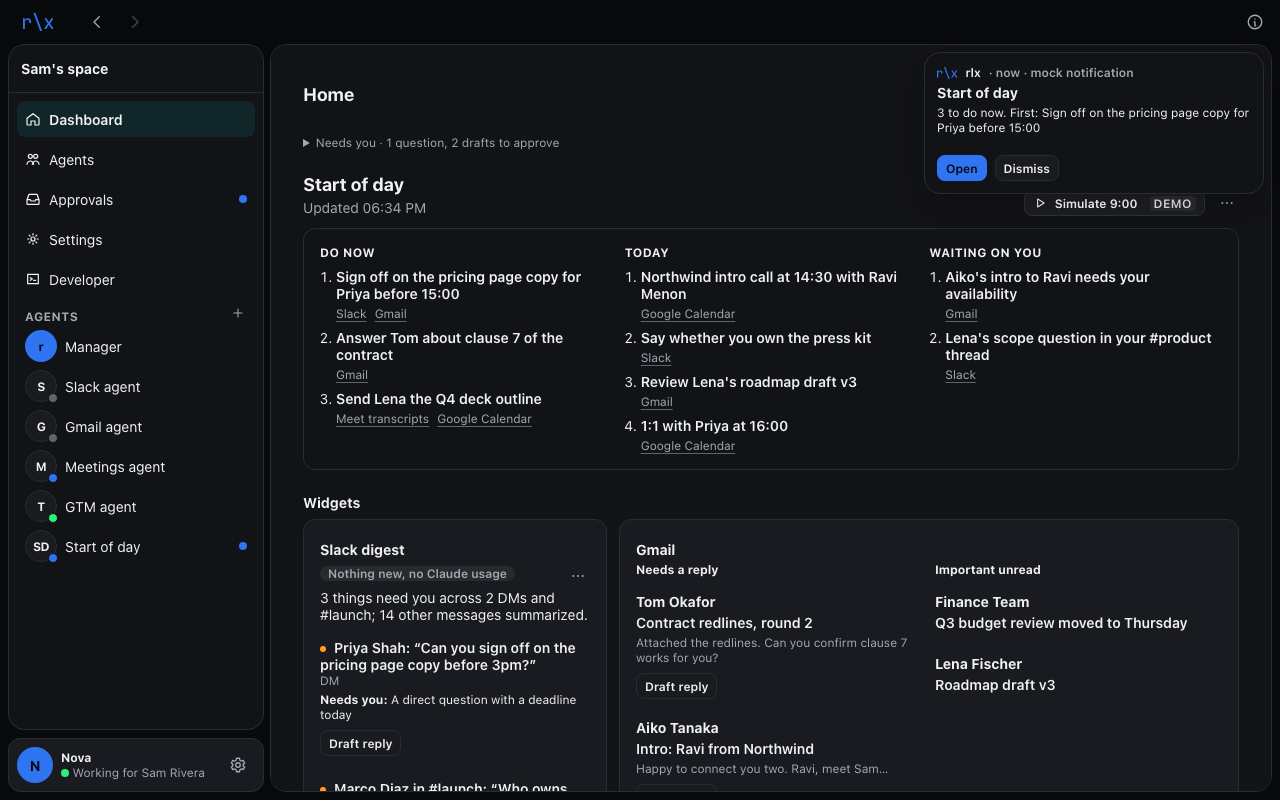 r\x
Sam's space
Dashboard
Agents
Approvals
Settings
Developer
AGENTS
r Manager
S Slack agent
G Gmail agent
M Meetings agent
T GTM agent
SD Start of day
N
Nova
Working for Sam Rivera
Home
Needs you · 1 question, 2 drafts to approve
Start of day
Updated 06:34 PM
r\x rlx · now · mock notification
Start of day
3 to do now. First: Sign off on the pricing page copy for
Priya before 15:00
Open Dismiss
Simulate 9:00 DEMO
DO NOW
1. Sign off on the pricing page copy for
Priya before 15:00
Slack Gmail
2. Answer Tom about clause 7 of the
contract
Gmail
3. Send Lena the Q4 deck outline
Meet transcripts Google Calendar
TODAY
1. Northwind intro call at 14:30 with Ravi
Menon
Google Calendar
2. Say whether you own the press kit
Slack
3. Review Lena's roadmap draft v3
Gmail
4. 1:1 with Priya at 16:00
Google Calendar
WAITING ON YOU
1. Aiko's intro to Ravi needs your
availability
Gmail
2. Lena's scope question in your #product
thread
Slack
Widgets
Slack digest
Nothing new, no Claude usage
3 things need you across 2 DMs and
#launch; 14 other messages summarized.
Priya Shah: “Can you sign off on the
pricing page copy before 3pm?”
DM
Needs you: A direct question with a deadline
today
Draft reply
Marco Diaz in #launch: “Who owns
Gmail
Needs a reply
Tom Okafor
Contract redlines, round 2
Attached the redlines. Can you confirm clause 7
works for you?
Draft reply
Aiko Tanaka
Intro: Ravi from Northwind
Happy to connect you two. Ravi, meet Sam...
Important unread
Finance Team
Q3 budget review moved to Thursday
Lena Fischer
Roadmap draft v3